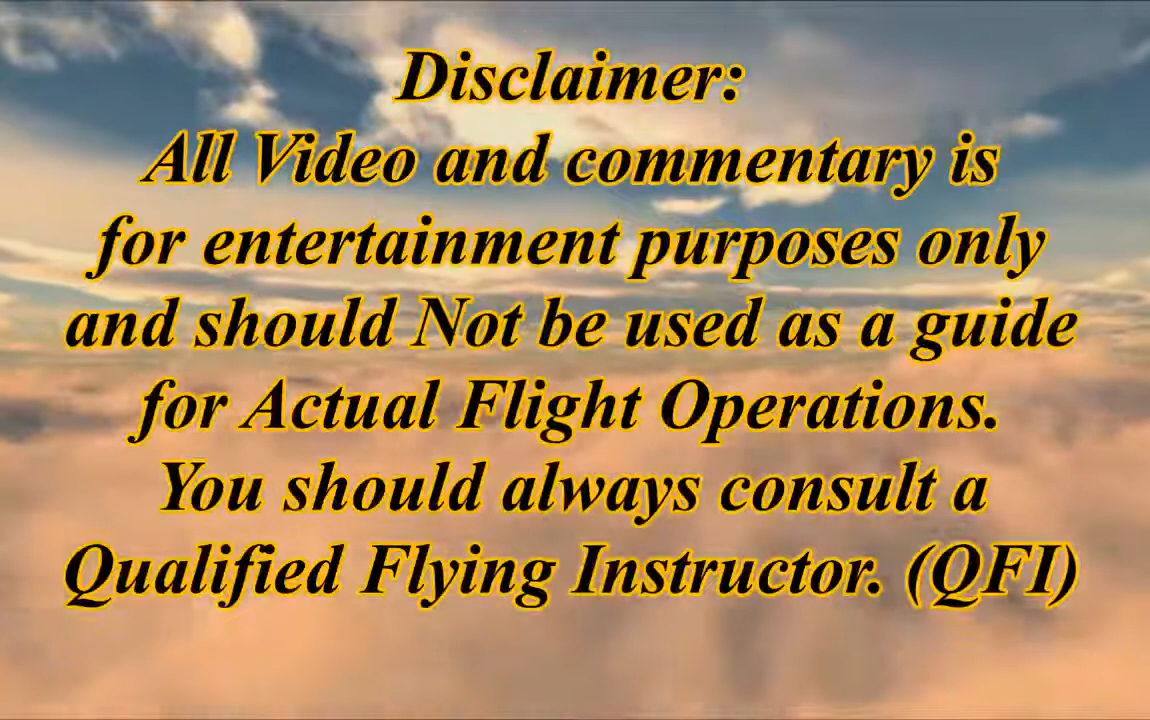 Disclaimer:
All Video and commentary is
for entertainment purposes only
and should Not be used as a guide
for Actual Flight Operations.
You should always consult a
Qualified Flying Instructor. (QFI)